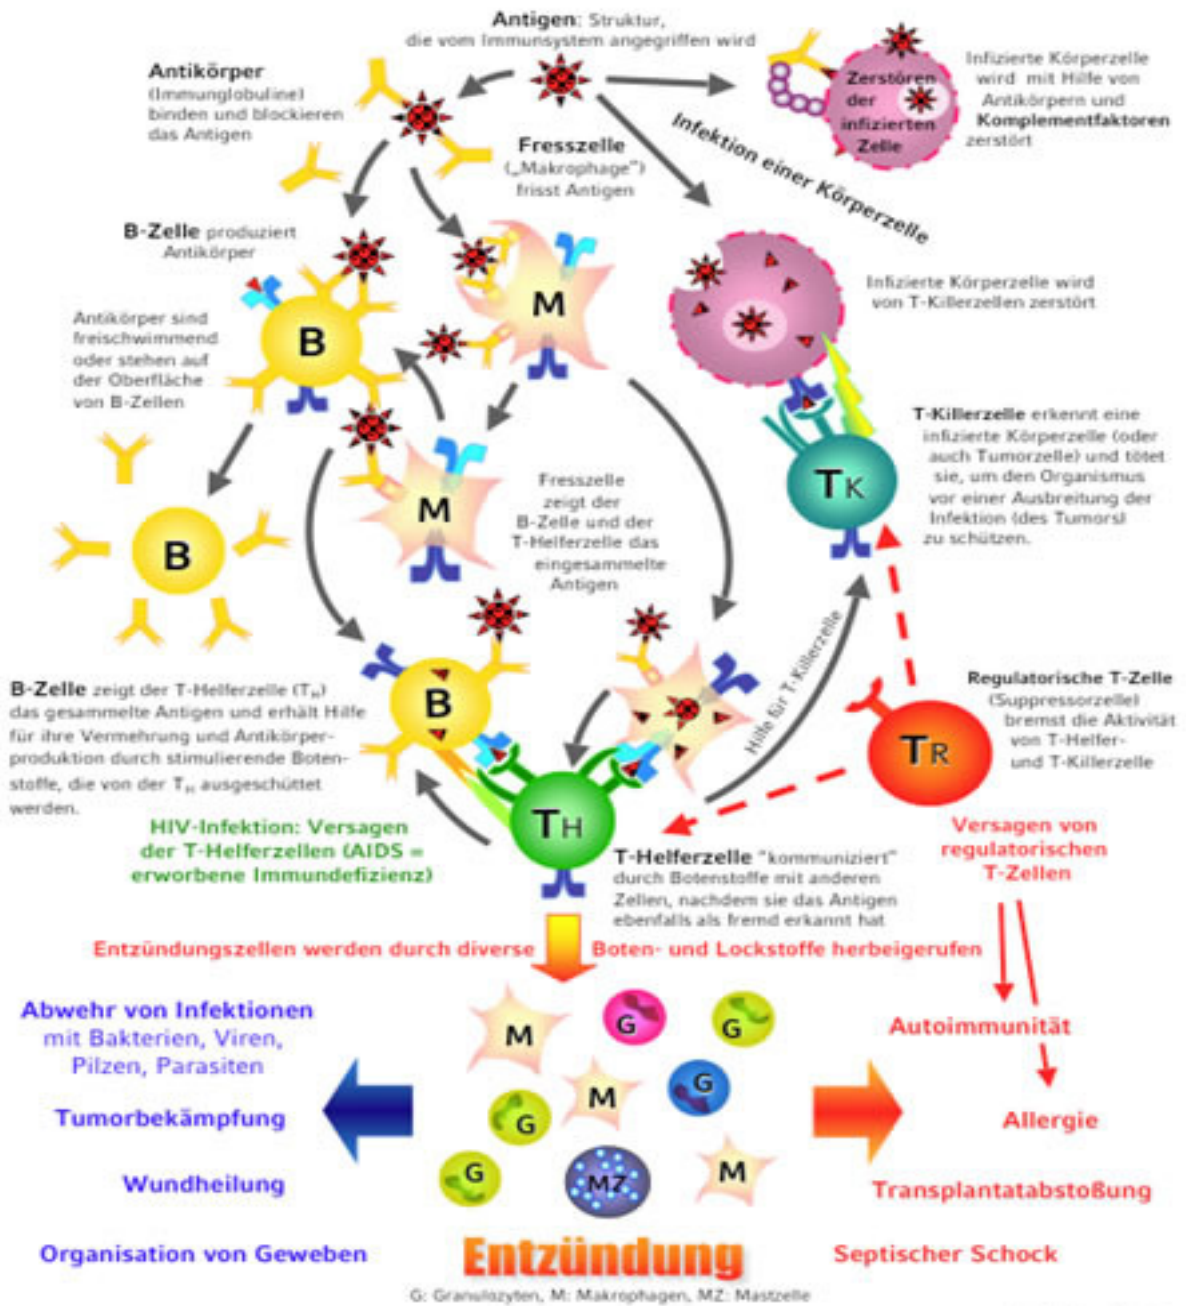 Antigen: Struktur,
die vom Immunsystem angegriffen wird
Antikörper
(Immunglobuline)
binden und blockieren
das Antigen
Zerstören
der
infizierten
Zelle
Infizierte Körperzelle
wird mit Hilfe von
Antikörpern und
Komplementfaktoren
zerstört
Infektion einer Körperzelle
Fresszelle
(„Makrophage")
frisst Antigen
B-Zelle produziert
Antikörper
Antikörper sind
freischwimmend
oder stehen auf
der Oberfläche
von B-Zellen
B
M
Infizierte Körperzelle wird
von T-Killerzellen zerstört
T-Killerzelle erkennt eine
infizierte Körperzelle (oder
auch Tumorzelle) und tötet
sie, um den Organismus
vor einer Ausbreitung der
Infektion (des Tumors)
zu schützen.
TK
M
Fresszelle
zeigt der
B-Zelle und der
T-Helferzelle das
eingesammelte
Antigen
B
Hilfe für T-Killerzelle
B-Zelle zeigt der T-Helferzelle (TH)
das gesammelte Antigen und erhält Hilfe
für ihre Vermehrung und Antikörper-
produktion durch stimulierende Boten-
stoffe, die von der TH ausgeschüttet
werden.
B
Regulatorische T-Zelle
(Suppressorzelle)
bremst die Aktivität
von T-Helfer-
und T-Killerzelle
TR
TH
HIV-Infektion: Versagen
der T-Helferzellen (AIDS =
erworbene Immundefizienz)
T-Helferzelle "kommuniziert"
durch Botenstoffe mit anderen
Zellen, nachdem sie das Antigen
ebenfalls als fremd erkannt hat
Versagen von
regulatorischen
T-Zellen
Entzündungszellen werden durch diverse Boten- und Lockstoffe herbeigerufen
Abwehr von Infektionen
mit Bakterien, Viren,
Pilzen, Parasiten
Tumorbekämpfung
Wundheilung
Organisation von Geweben
M
G
G
M
G
G
G
MZ
M
Autoimmunität
Allergie
Transplantatabstoßung
Septischer Schock
Entzündung
G: Granulozyten, M: Makrophagen, MZ: Mastzelle